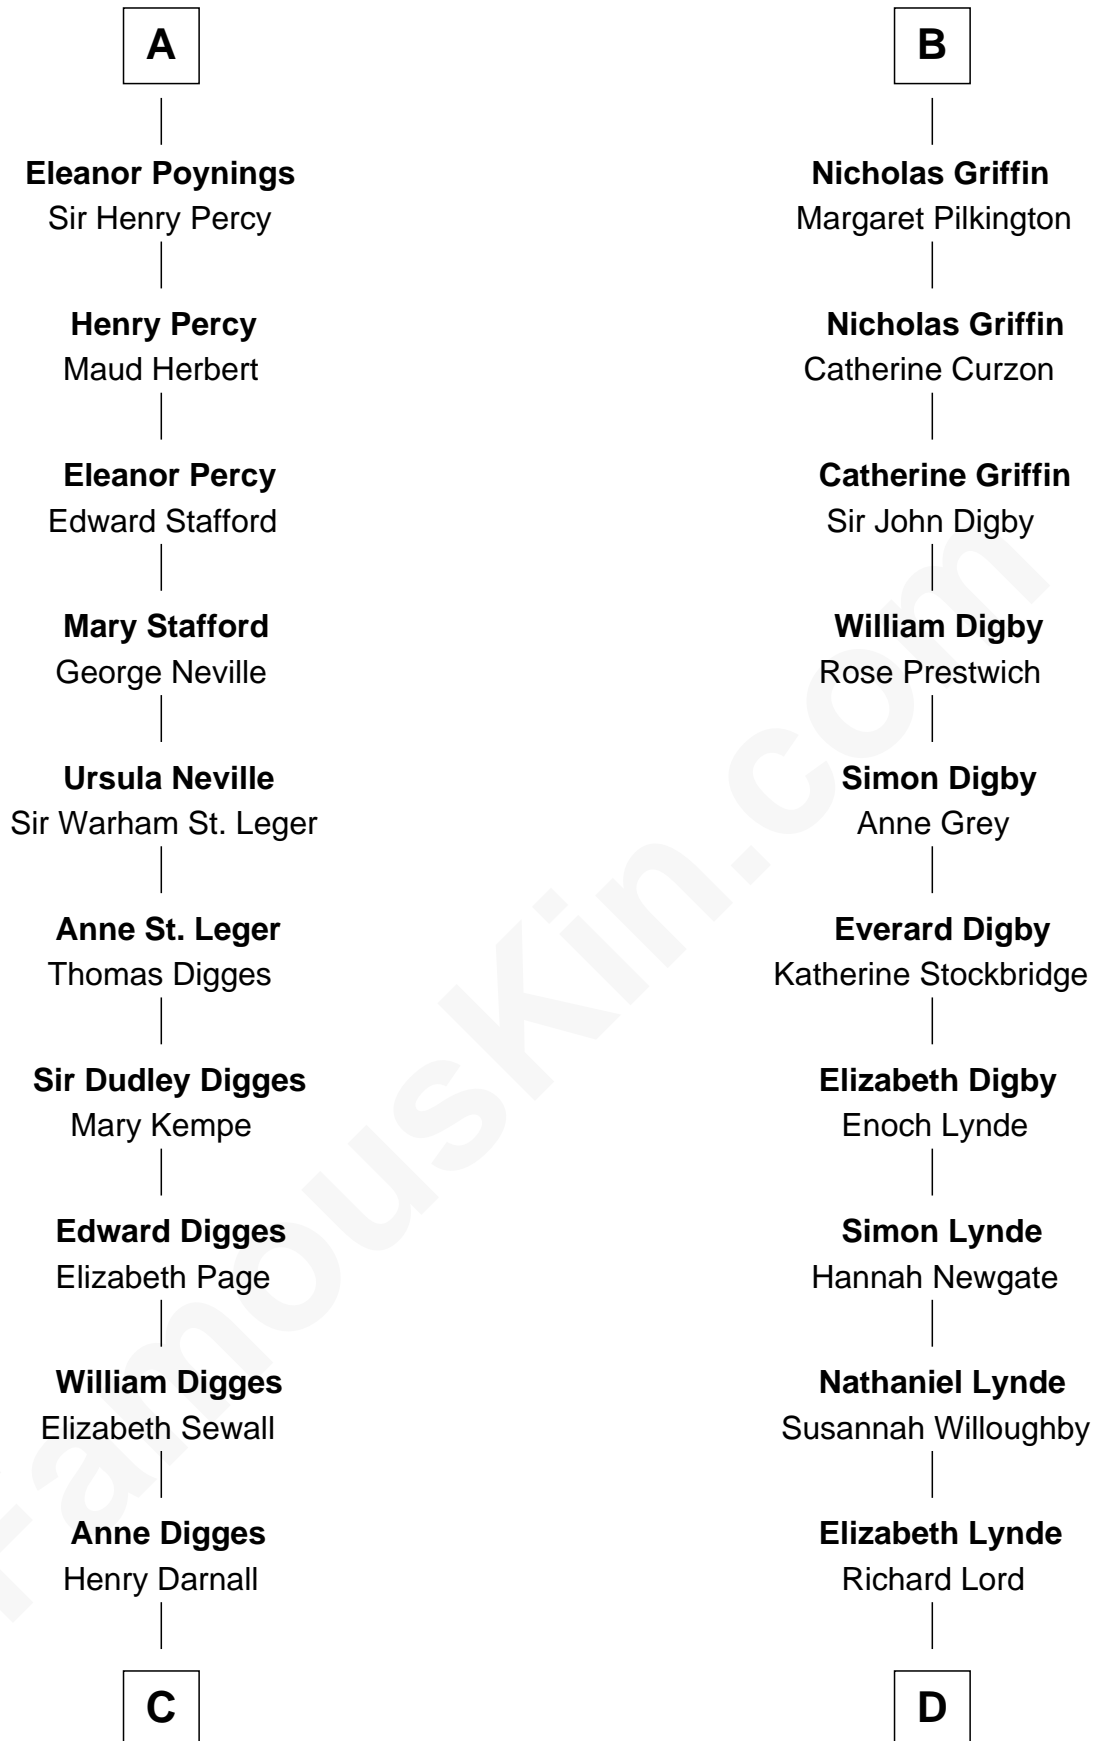 A
Eleanor Poynings
Sir Henry Percy
Henry Percy
Maud Herbert
Eleanor Percy
Edward Stafford
Mary Stafford
George Neville
Ursula Neville
Sir Warham St. Leger
Anne St. Leger
Thomas Digges
Sir Dudley Digges
Mary Kempe
Edward Digges
Elizabeth Page
William Digges
Elizabeth Sewall
Anne Digges
Henry Darnall
C
B
Nicholas Griffin
Margaret Pilkington
Nicholas Griffin
Catherine Curzon
Catherine Griffin
Sir John Digby
William Digby
Rose Prestwich
Simon Digby
Anne Grey
Everard Digby
Katherine Stockbridge
Elizabeth Digby
Enoch Lynde
Simon Lynde
Hannah Newgate
Nathaniel Lynde
Susannah Willoughby
Elizabeth Lynde
Richard Lord
D
FamousKin.com